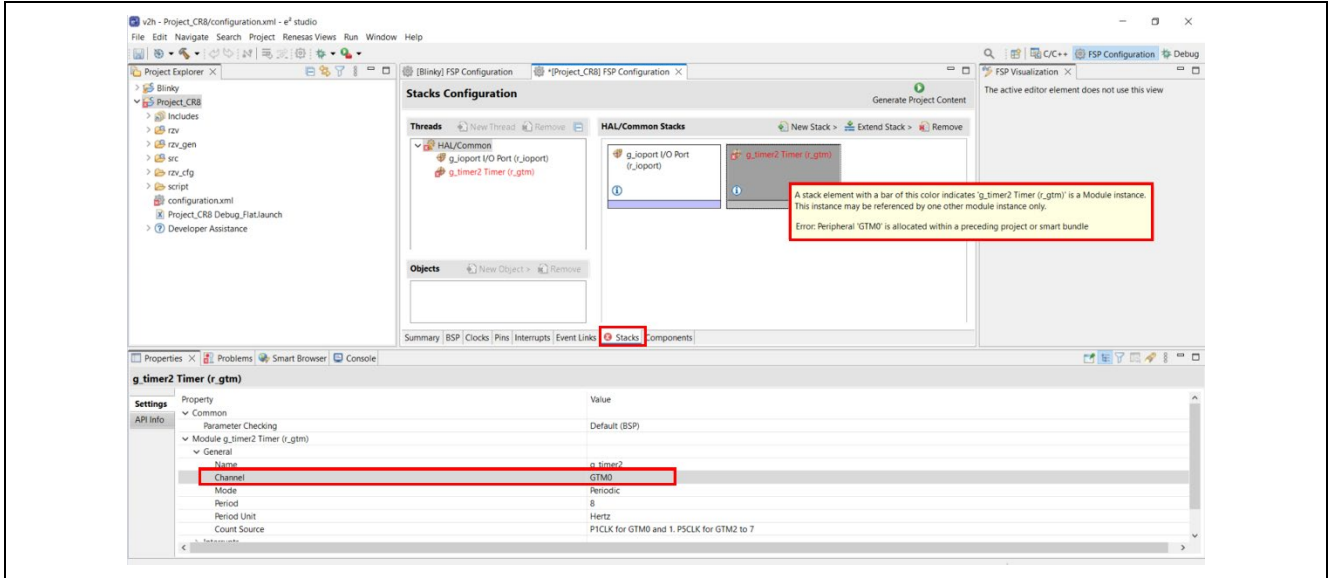 v2h - Project_CR8/configuration.xml - e² studio
File Edit Navigate Search Project Renesas Views Run Window Help
C/C++ FSP Configuration Debug
Project Explorer
[Blinky] FSP Configuration
*[Project_CR8] FSP Configuration
FSP Visualization
Blinky
Project_CR8
Includes
rzv
rzv_gen
src
rzv_cfg
script
configuration.xml
Project_CR8 Debug_Flat.launch
Developer Assistance
Stacks Configuration
Generate Project Content
Threads New Thread Remove
HAL/Common
g_ioport I/O Port (r_ioport)
g_timer2 Timer (r_gtm)
Objects New Object > Remove
HAL/Common Stacks
New Stack > Extend Stack > Remove
g_ioport I/O Port
(r_ioport)
g_timer2 Timer (r_gtm)
A stack element with a bar of this color indicates 'g_timer2 Timer (r_gtm)' is a Module instance.
This instance may be referenced by one other module instance only.
Error: Peripheral 'GTM0' is allocated within a preceding project or smart bundle
Summary BSP Clocks Pins Interrupts Event Links Stacks Components
The active editor element does not use this view
Properties Problems Smart Browser Console
g_timer2 Timer (r_gtm)
Settings
API Info
Property Value
Common
Parameter Checking Default (BSP)
Module g_timer2 Timer (r_gtm)
General
Name g_timer2
Channel GTM0
Mode Periodic
Period 8
Period Unit Hertz
Count Source P1CLK for GTM0 and 1. P5CLK for GTM2 to 7